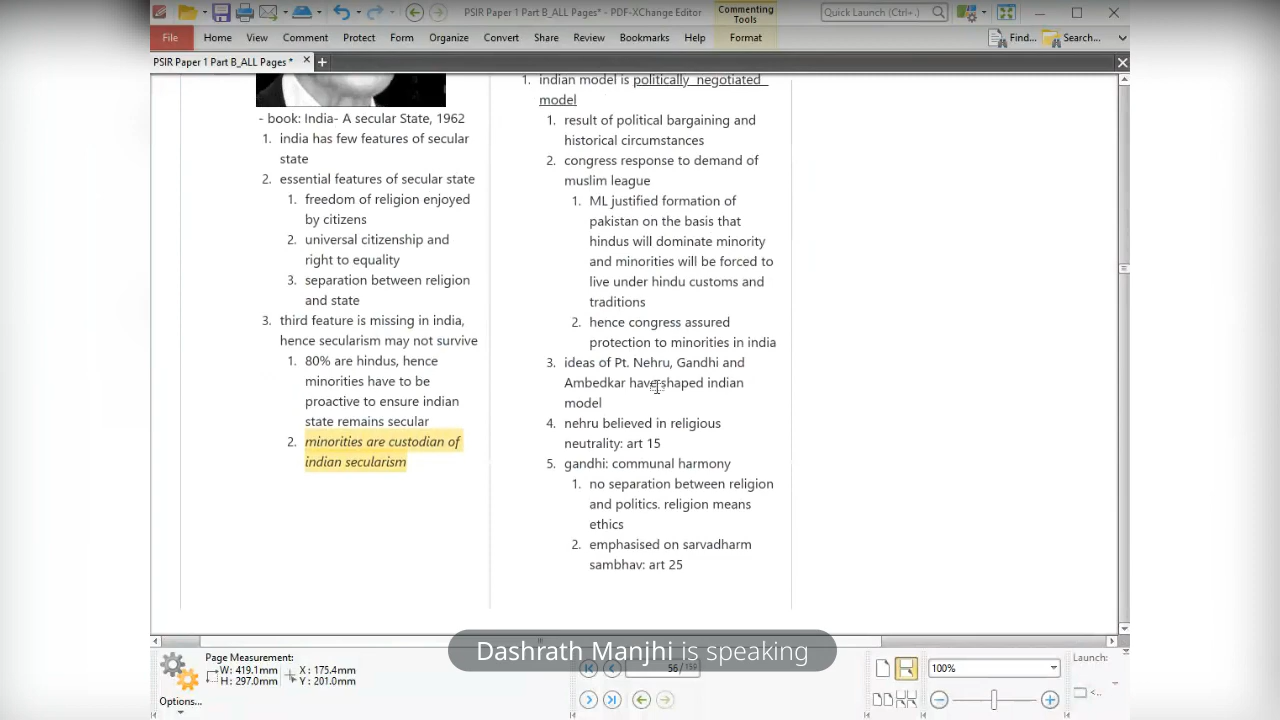 PSIR Paper 1 Part B_ALL Pages* - PDF-XChange Editor
Commenting Tools
Quick Launch (Ctrl+.)
File
Home
View
Comment
Protect
Form
Organize
Convert
Share
Review
Bookmarks
Help
Format
Find...
Search...
PSIR Paper 1 Part B_ALL Pages *
- book: India- A secular State, 1962
1. india has few features of secular
state
2. essential features of secular state
1. freedom of religion enjoyed
by citizens
2. universal citizenship and
right to equality
3. separation between religion
and state
3. third feature is missing in india,
hence secularism may not survive
1. 80% are hindus, hence
minorities have to be
proactive to ensure indian
state remains secular
2. minorities are custodian of
indian secularism
1. indian model is politically negotiated
model
1. result of political bargaining and
historical circumstances
2. congress response to demand of
muslim league
1. ML justified formation of
pakistan on the basis that
hindus will dominate minority
and minorities will be forced to
live under hindu customs and
traditions
2. hence congress assured
protection to minorities in india
3. ideas of Pt. Nehru, Gandhi and
Ambedkar have shaped indian
model
4. nehru believed in religious
neutrality: art 15
5. gandhi: communal harmony
1. no separation between religion
and politics. religion means
ethics
2. emphasised on sarvadharm
sambhav: art 25
Dashrath Manjhi is speaking
Options...
Page Measurement:
W: 419.1mm
H: 297.0mm
X : 175.4mm
Y : 201.0mm
56 / 159
100%
Launch: